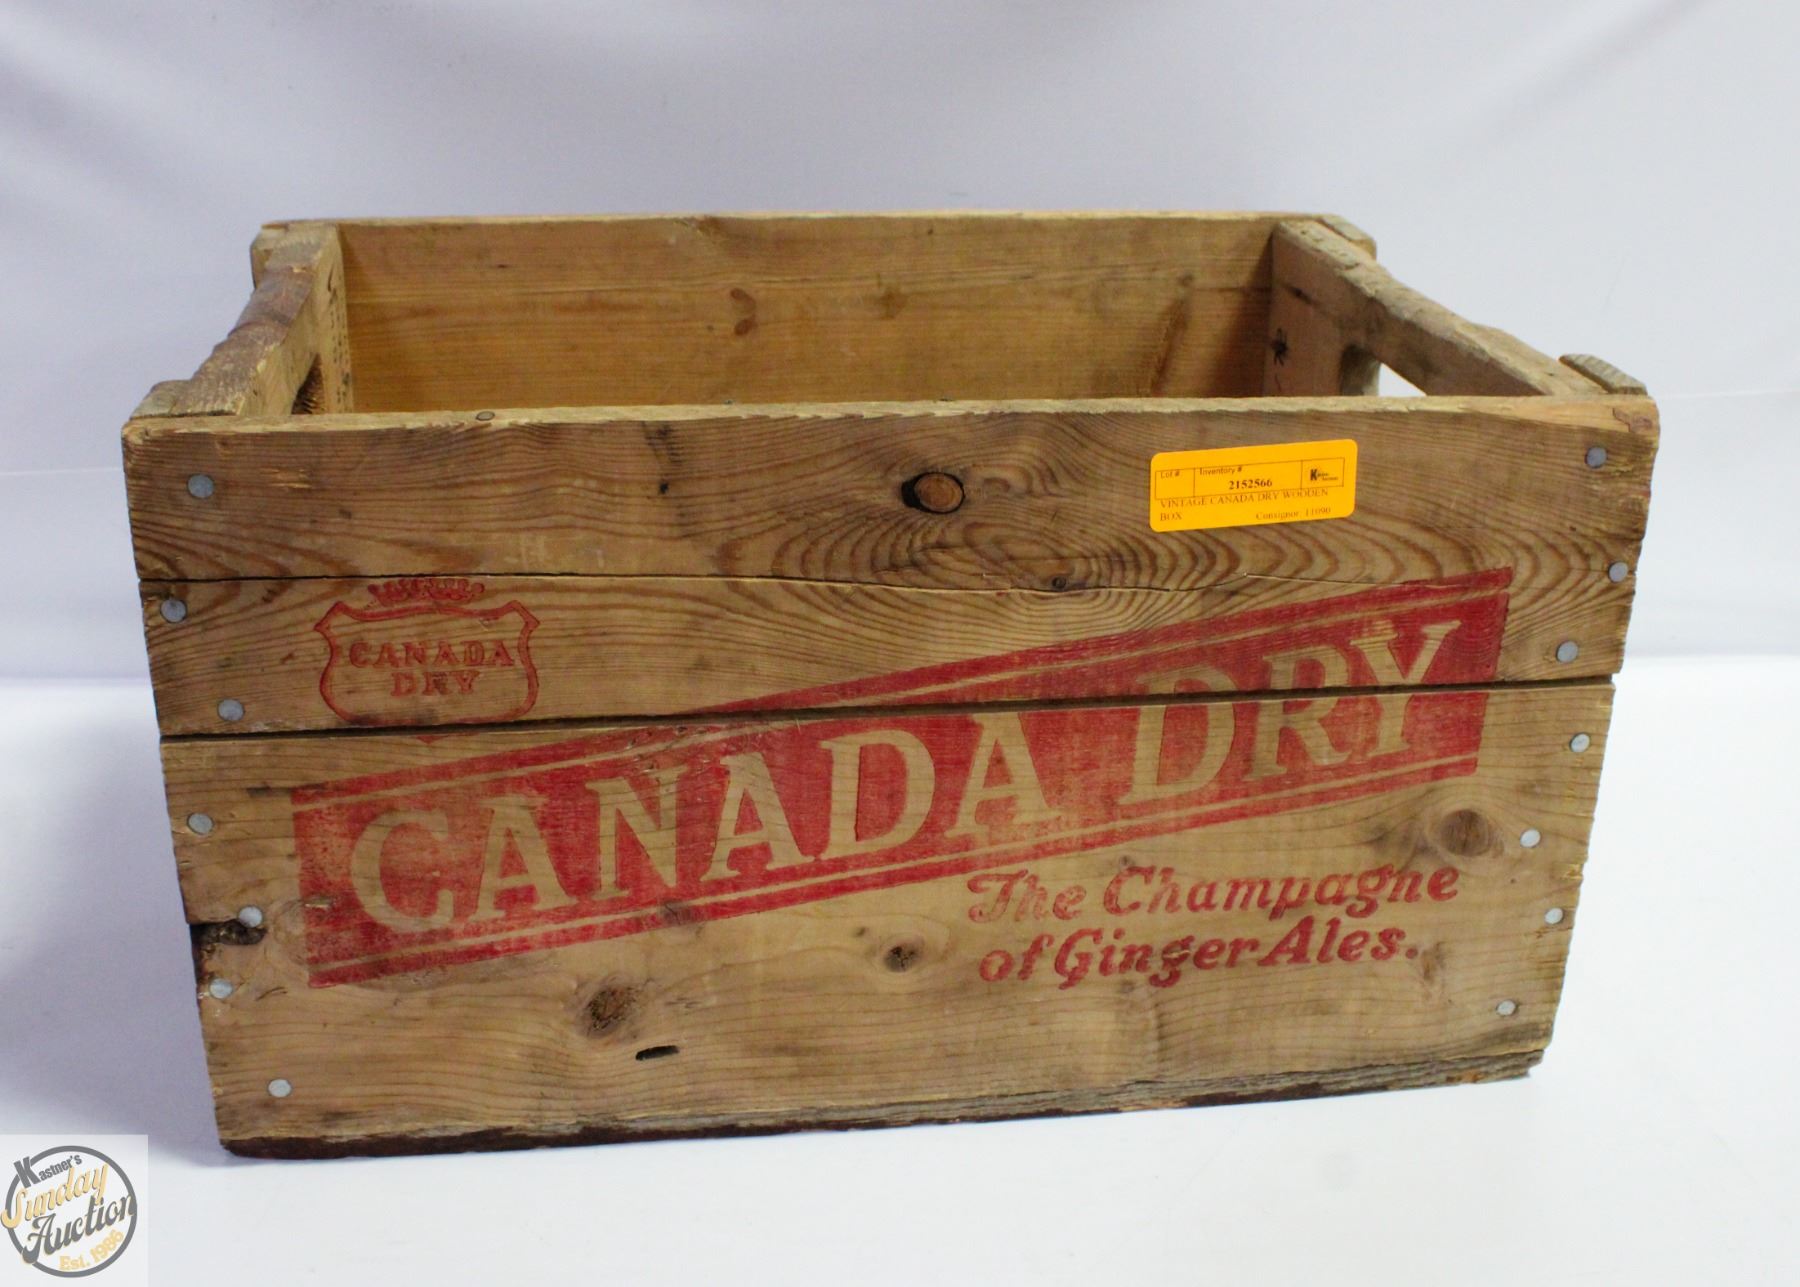 Lot #
Inventory #
2152566
VINTAGE CANADA DRY WOODEN
BOX Consignor: 11090
CANADA
DRY
CANADA DRY
The Champagne
of Ginger Ales.
Kastner's
Sunday
Auction
Est. 1986